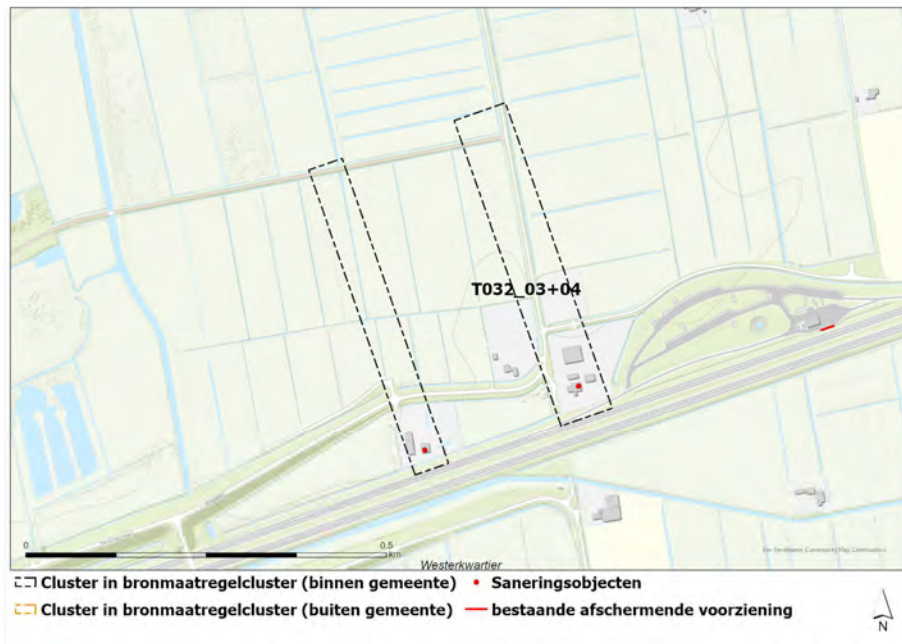 T032_03+04
0
0.5
km
Westerkwartier
Cluster in bronmaatregelcluster (binnen gemeente)
Saneringsobjecten
Cluster in bronmaatregelcluster (buiten gemeente)
bestaande afschermende voorziening
N